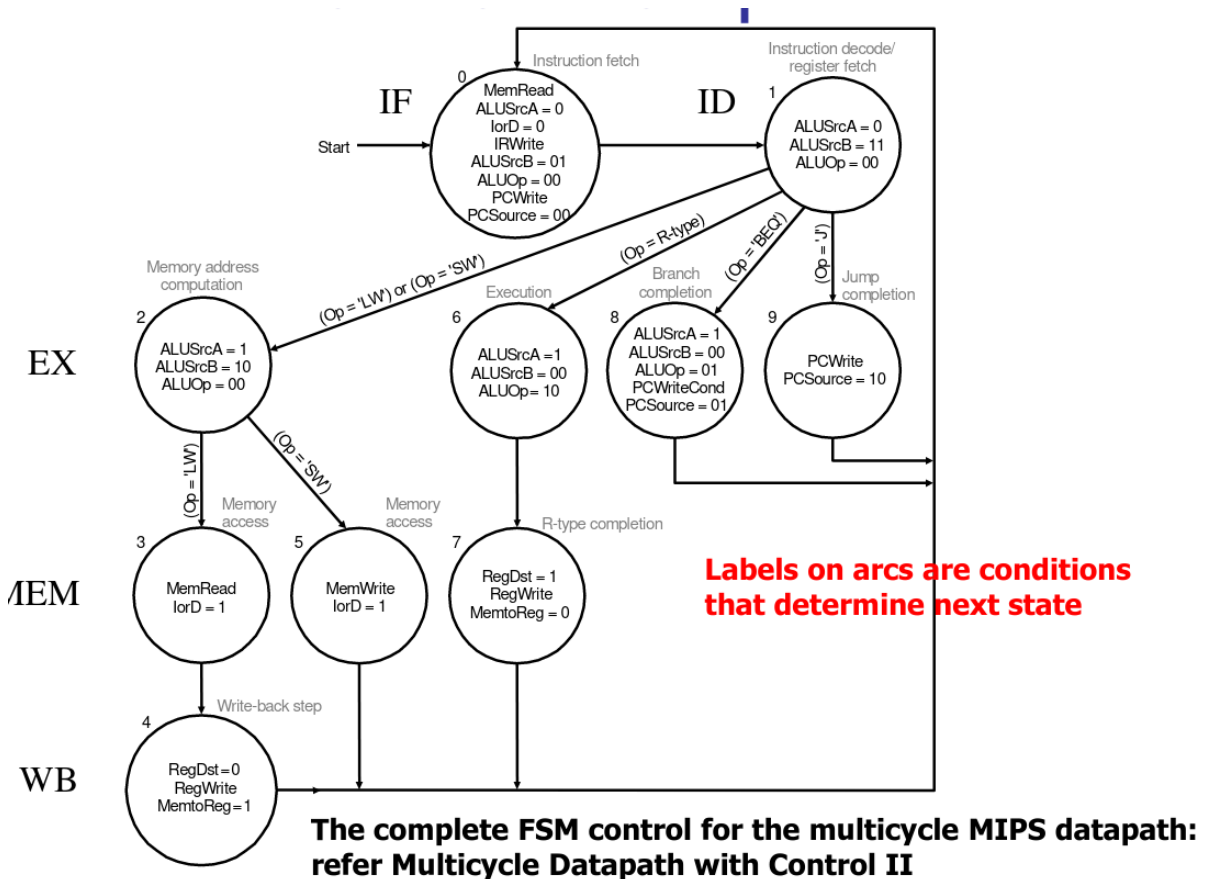 Instruction fetch
Instruction decode/
register fetch
IF
0
MemRead
ALUSrcA = 0
IorD = 0
IRWrite
ALUSrcB = 01
ALUOp = 00
PCWrite
PCSource = 00
Start
ID
1
ALUSrcA = 0
ALUSrcB = 11
ALUOp = 00
(Op = 'LW') or (Op = 'SW')
(Op = R-type)
(Op = 'BEQ')
(Op = 'J')
EX
Memory address
computation
2
ALUSrcA = 1
ALUSrcB = 10
ALUOp = 00
Execution
6
ALUSrcA =1
ALUSrcB = 00
ALUOp= 10
Branch
completion
8
ALUSrcA = 1
ALUSrcB = 00
ALUOp = 01
PCWriteCond
PCSource = 01
Jump
completion
9
PCWrite
PCSource = 10
(Op = 'LW')
(Op = 'SW')
Memory
access
3
MemRead
IorD = 1
Memory
access
5
MemWrite
IorD = 1
R-type completion
7
RegDst = 1
RegWrite
MemtoReg = 0
Labels on arcs are conditions
that determine next state
WB
Write-back step
4
RegDst=0
RegWrite
MemtoReg=1
The complete FSM control for the multicycle MIPS datapath:
refer Multicycle Datapath with Control II